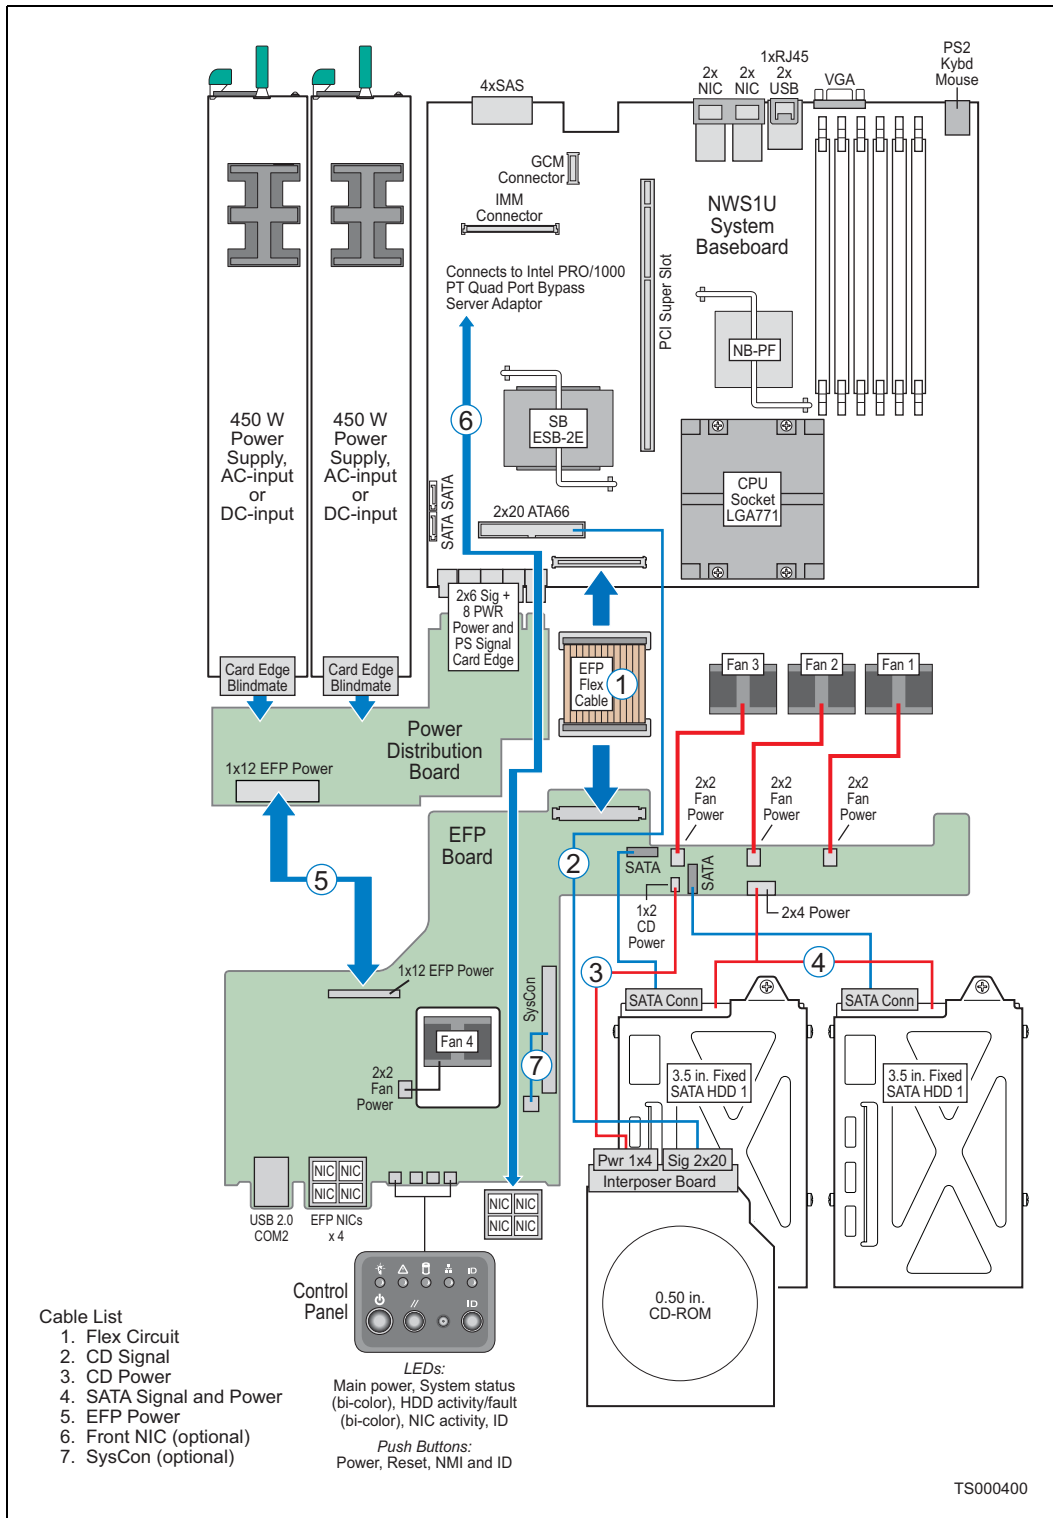 4xSAS
2x
NIC
2x
NIC
1xRJ45
2x
USB
VGA
PS2
Kybd
Mouse
GCM
Connector
IMM
Connector
NWS1U
System
Baseboard
Connects to Intel PRO/1000
PT Quad Port Bypass
Server Adaptor
PCI Super Slot
NB-PF
6
SB
ESB-2E
450 W
Power
Supply,
AC-input
or
DC-input
450 W
Power
Supply,
AC-input
or
DC-input
CPU
Socket
LGA771
SATA SATA
2x20 ATA66
2x6 Sig +
8 PWR
Power and
PS Signal
Card Edge
Card Edge
Blindmate
Card Edge
Blindmate
EFP
Flex
Cable
1
Fan 3
Fan 2
Fan 1
Power
Distribution
Board
1x12 EFP Power
2x2
Fan
Power
2x2
Fan
Power
2x2
Fan
Power
EFP
Board
2
SATA
SATA
5
1x2
CD
Power
2x4 Power
3
4
1x12 EFP Power
SysCon
SATA Conn
SATA Conn
Fan 4
7
2x2
Fan
Power
3.5 in. Fixed
SATA HDD 1
3.5 in. Fixed
SATA HDD 1
Pwr 1x4
Sig 2x20
Interposer Board
NIC NIC
NIC NIC
NIC NIC
NIC NIC
USB 2.0
COM2
EFP NICs
x 4
Control
Panel
ID
ID
0.50 in.
CD-ROM
Cable List
1. Flex Circuit
2. CD Signal
3. CD Power
4. SATA Signal and Power
5. EFP Power
6. Front NIC (optional)
7. SysCon (optional)
LEDs:
Main power, System status
(bi-color), HDD activity/fault
(bi-color), NIC activity, ID
Push Buttons:
Power, Reset, NMI and ID
TS000400